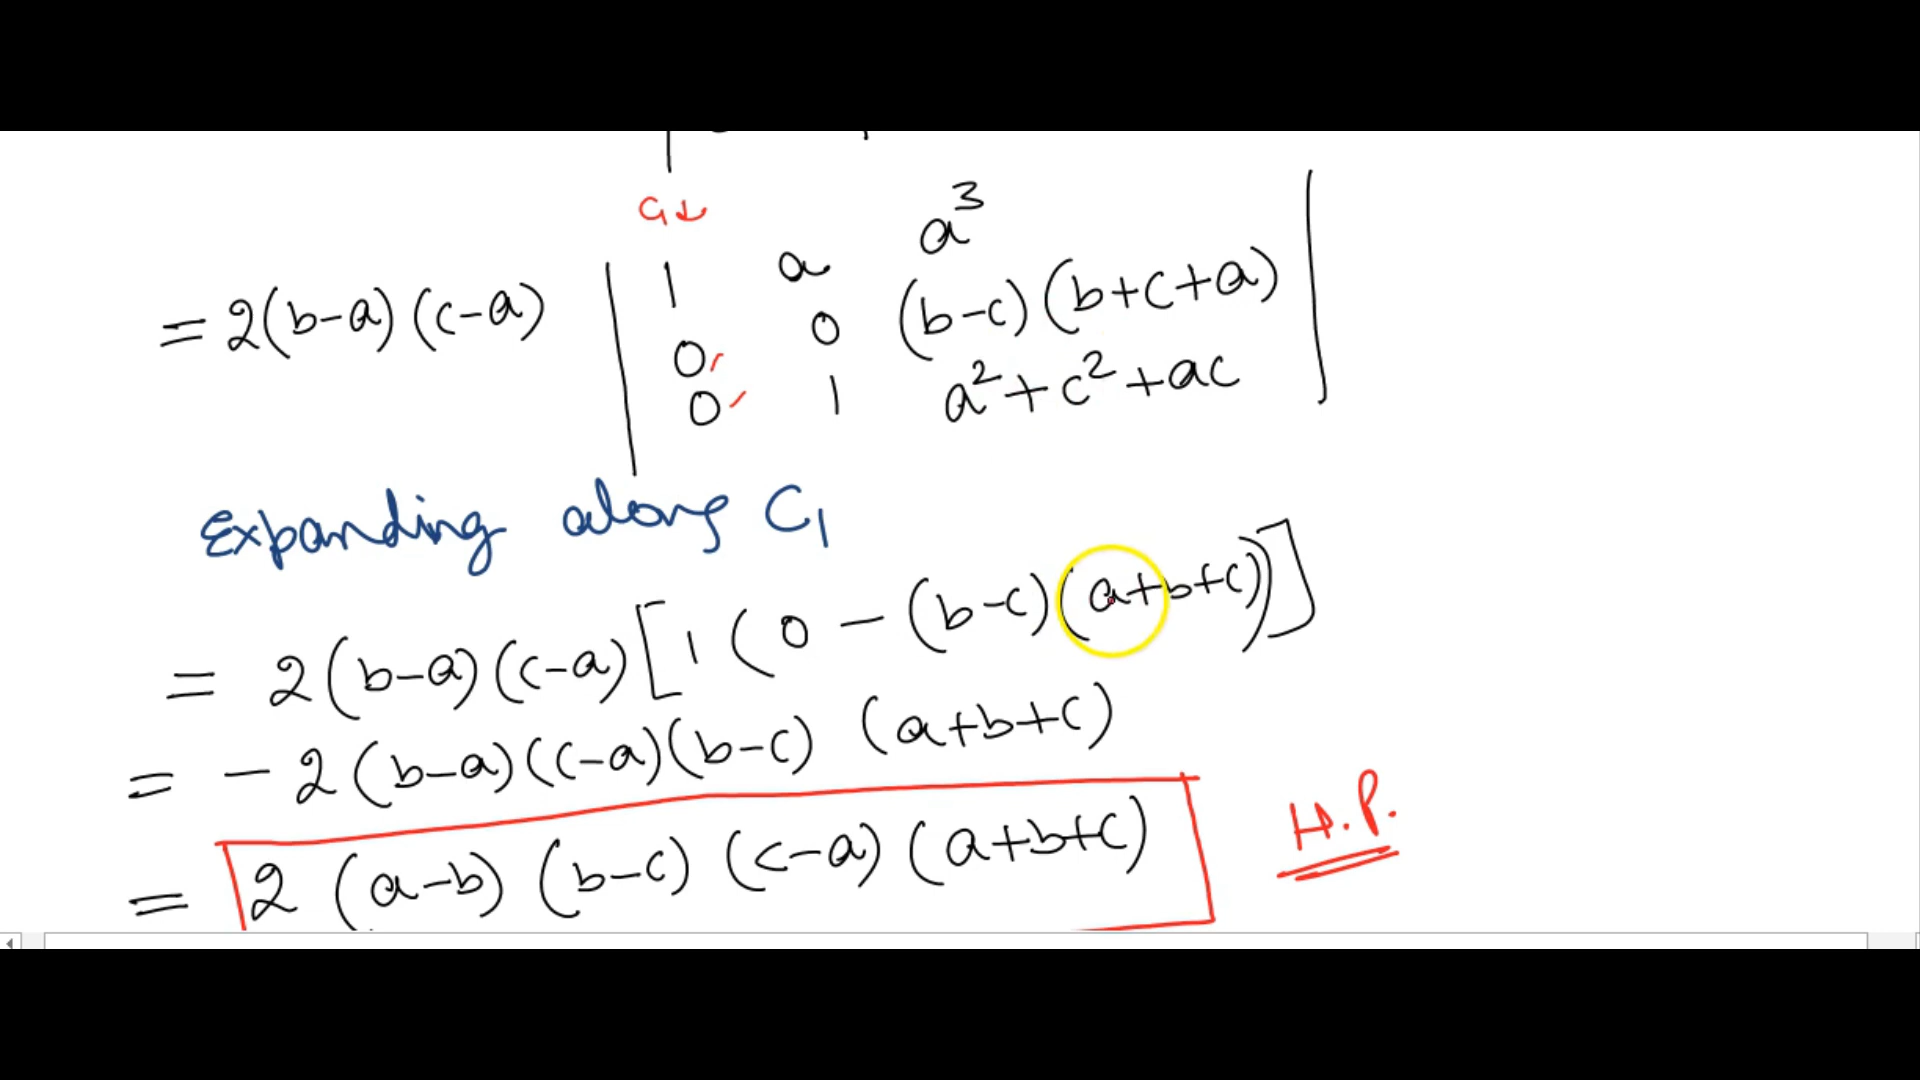 C₁↓
1 a a³
= 2(b-a)(c-a) 0 0 (b-c)(b+c+a)
0 1 a²+c²+ac
Expanding along C₁
= 2(b-a)(c-a)[1(0-(b-c)(a+b+c))]
= -2(b-a)(c-a)(b-c) (a+b+c)
= 2(a-b)(b-c)(c-a)(a+b+c)
H.P.